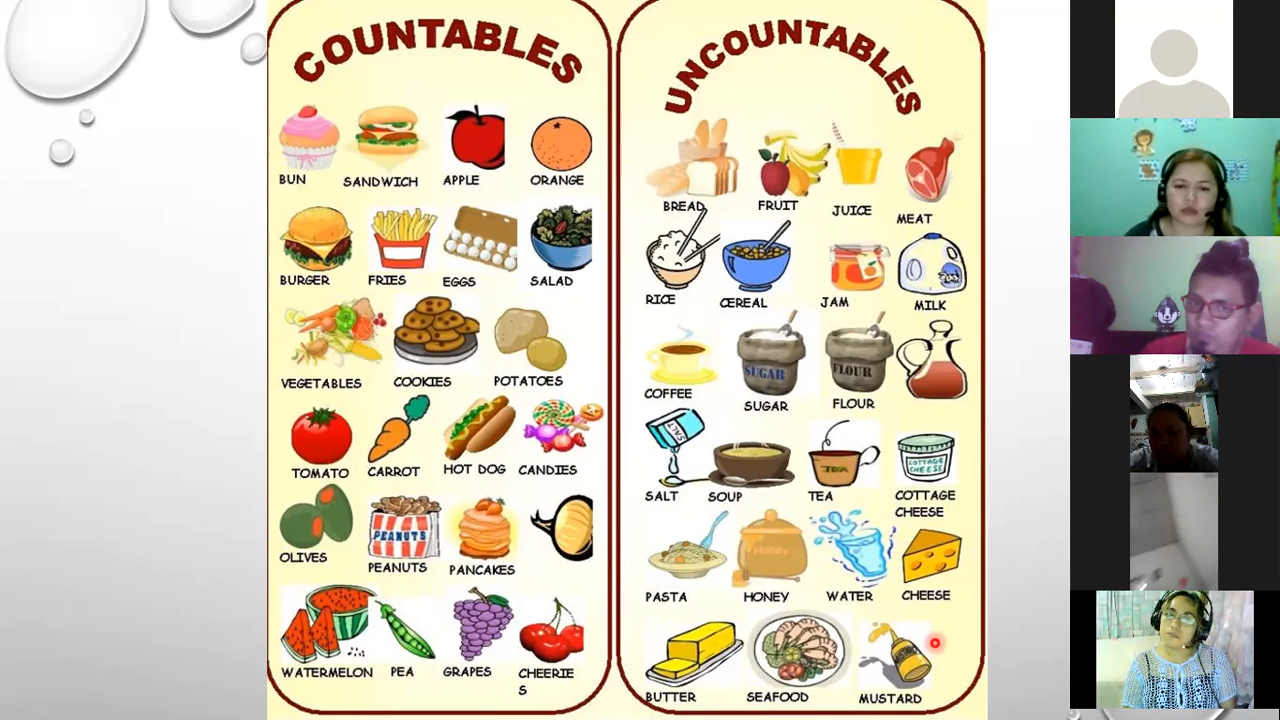 COUNTABLES
BUN SANDWICH APPLE ORANGE
BURGER FRIES EGGS SALAD
VEGETABLES COOKIES POTATOES
TOMATO CARROT HOT DOG CANDIES
PEANUTS
OLIVES PEANUTS PANCAKES
WATERMELON PEA GRAPES CHEERIE
S
UNCOUNTABLES
BREAD FRUIT JUICE MEAT
RICE CEREAL JAM MILK
SUGAR FLOUR
COFFEE SUGAR FLOUR
SALT TEA COTTAGE
CHEESE
SALT SOUP TEA COTTAGE
CHEESE
Honey
PASTA HONEY WATER CHEESE
BUTTER SEAFOOD MUSTARD